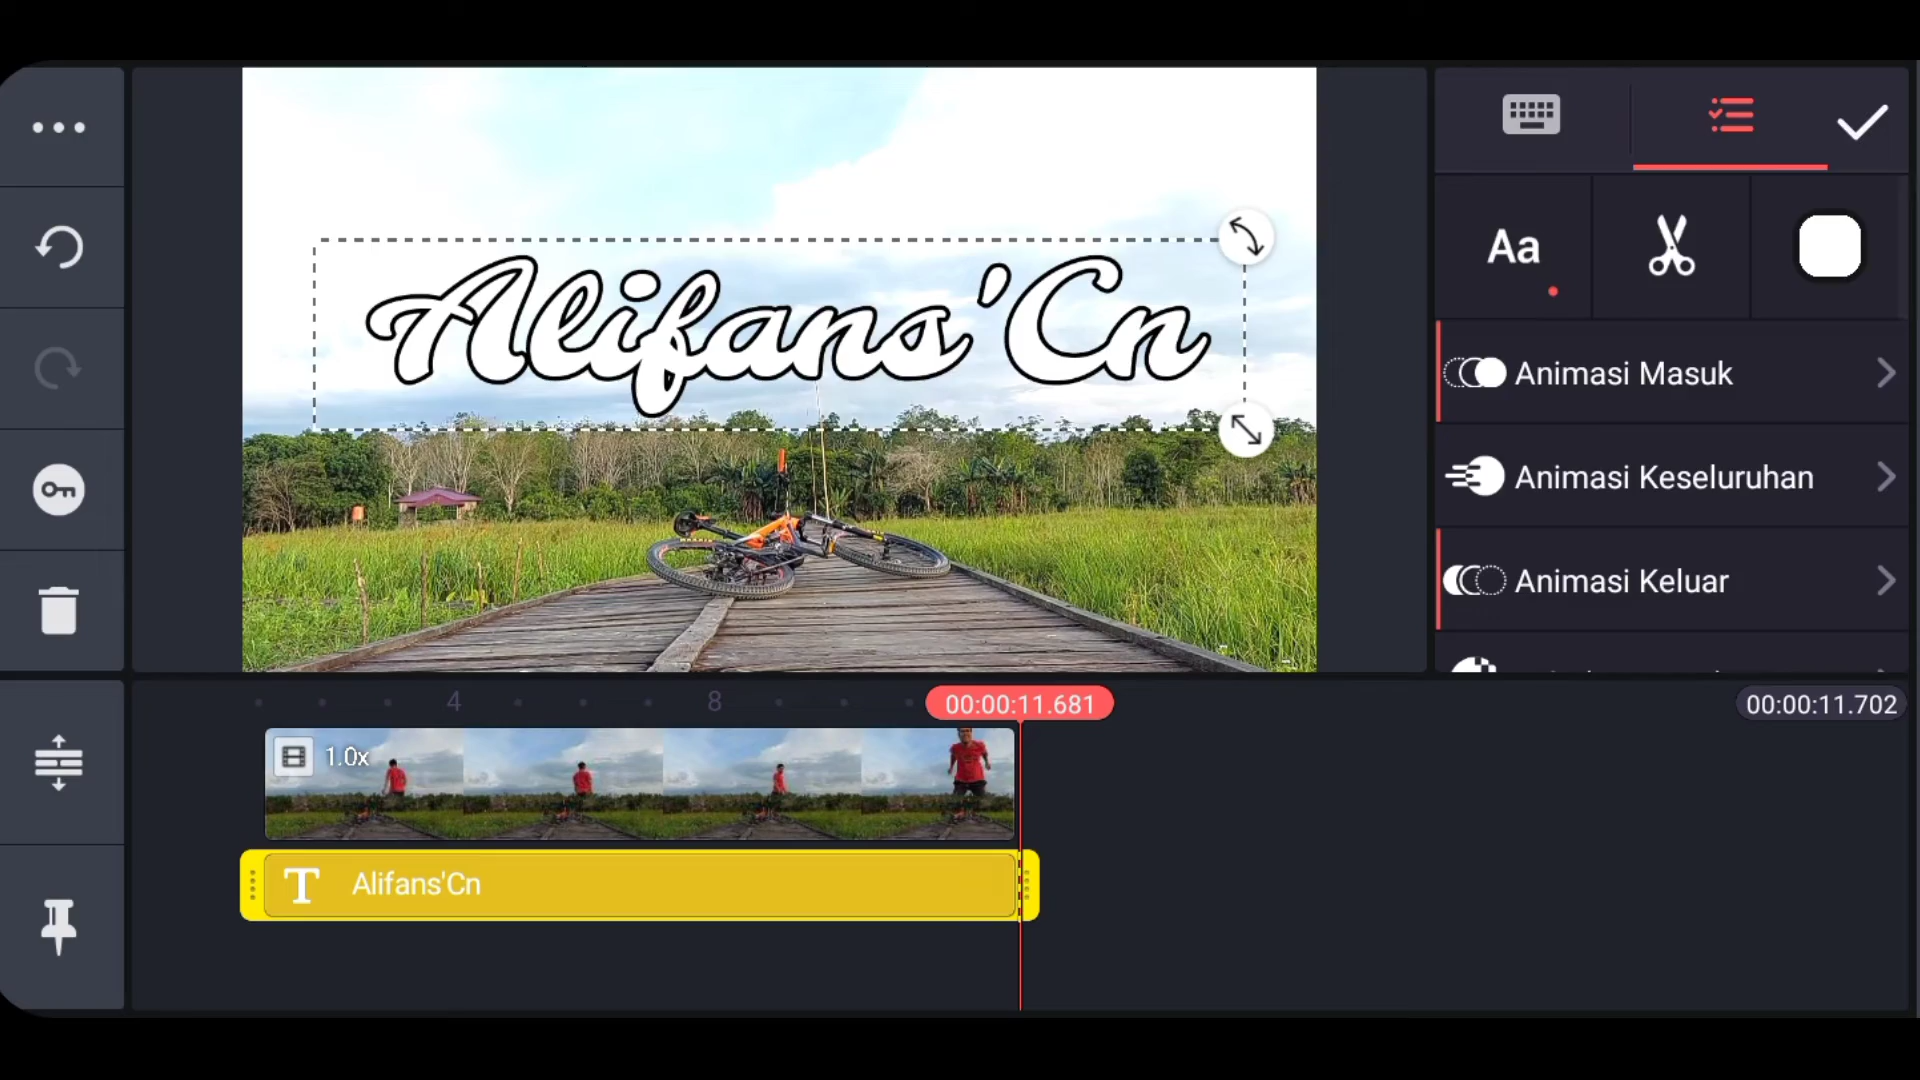 Alifans'Cn
Aa
Animasi Masuk
Animasi Keseluruhan
Animasi Keluar
4
8
00:00:11.681
00:00:11.702
1.0x
T Alifans'Cn